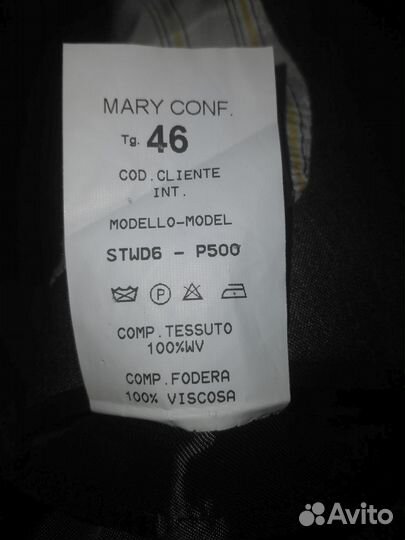 MARY CONF.
Tg. 46
COD.CLIENTE
INT.
MODELLO-MODEL
STWD6 - P500
P
COMP.TESSUTO
100%WV
COMP.FODERA
100% VISCOSA
Avito